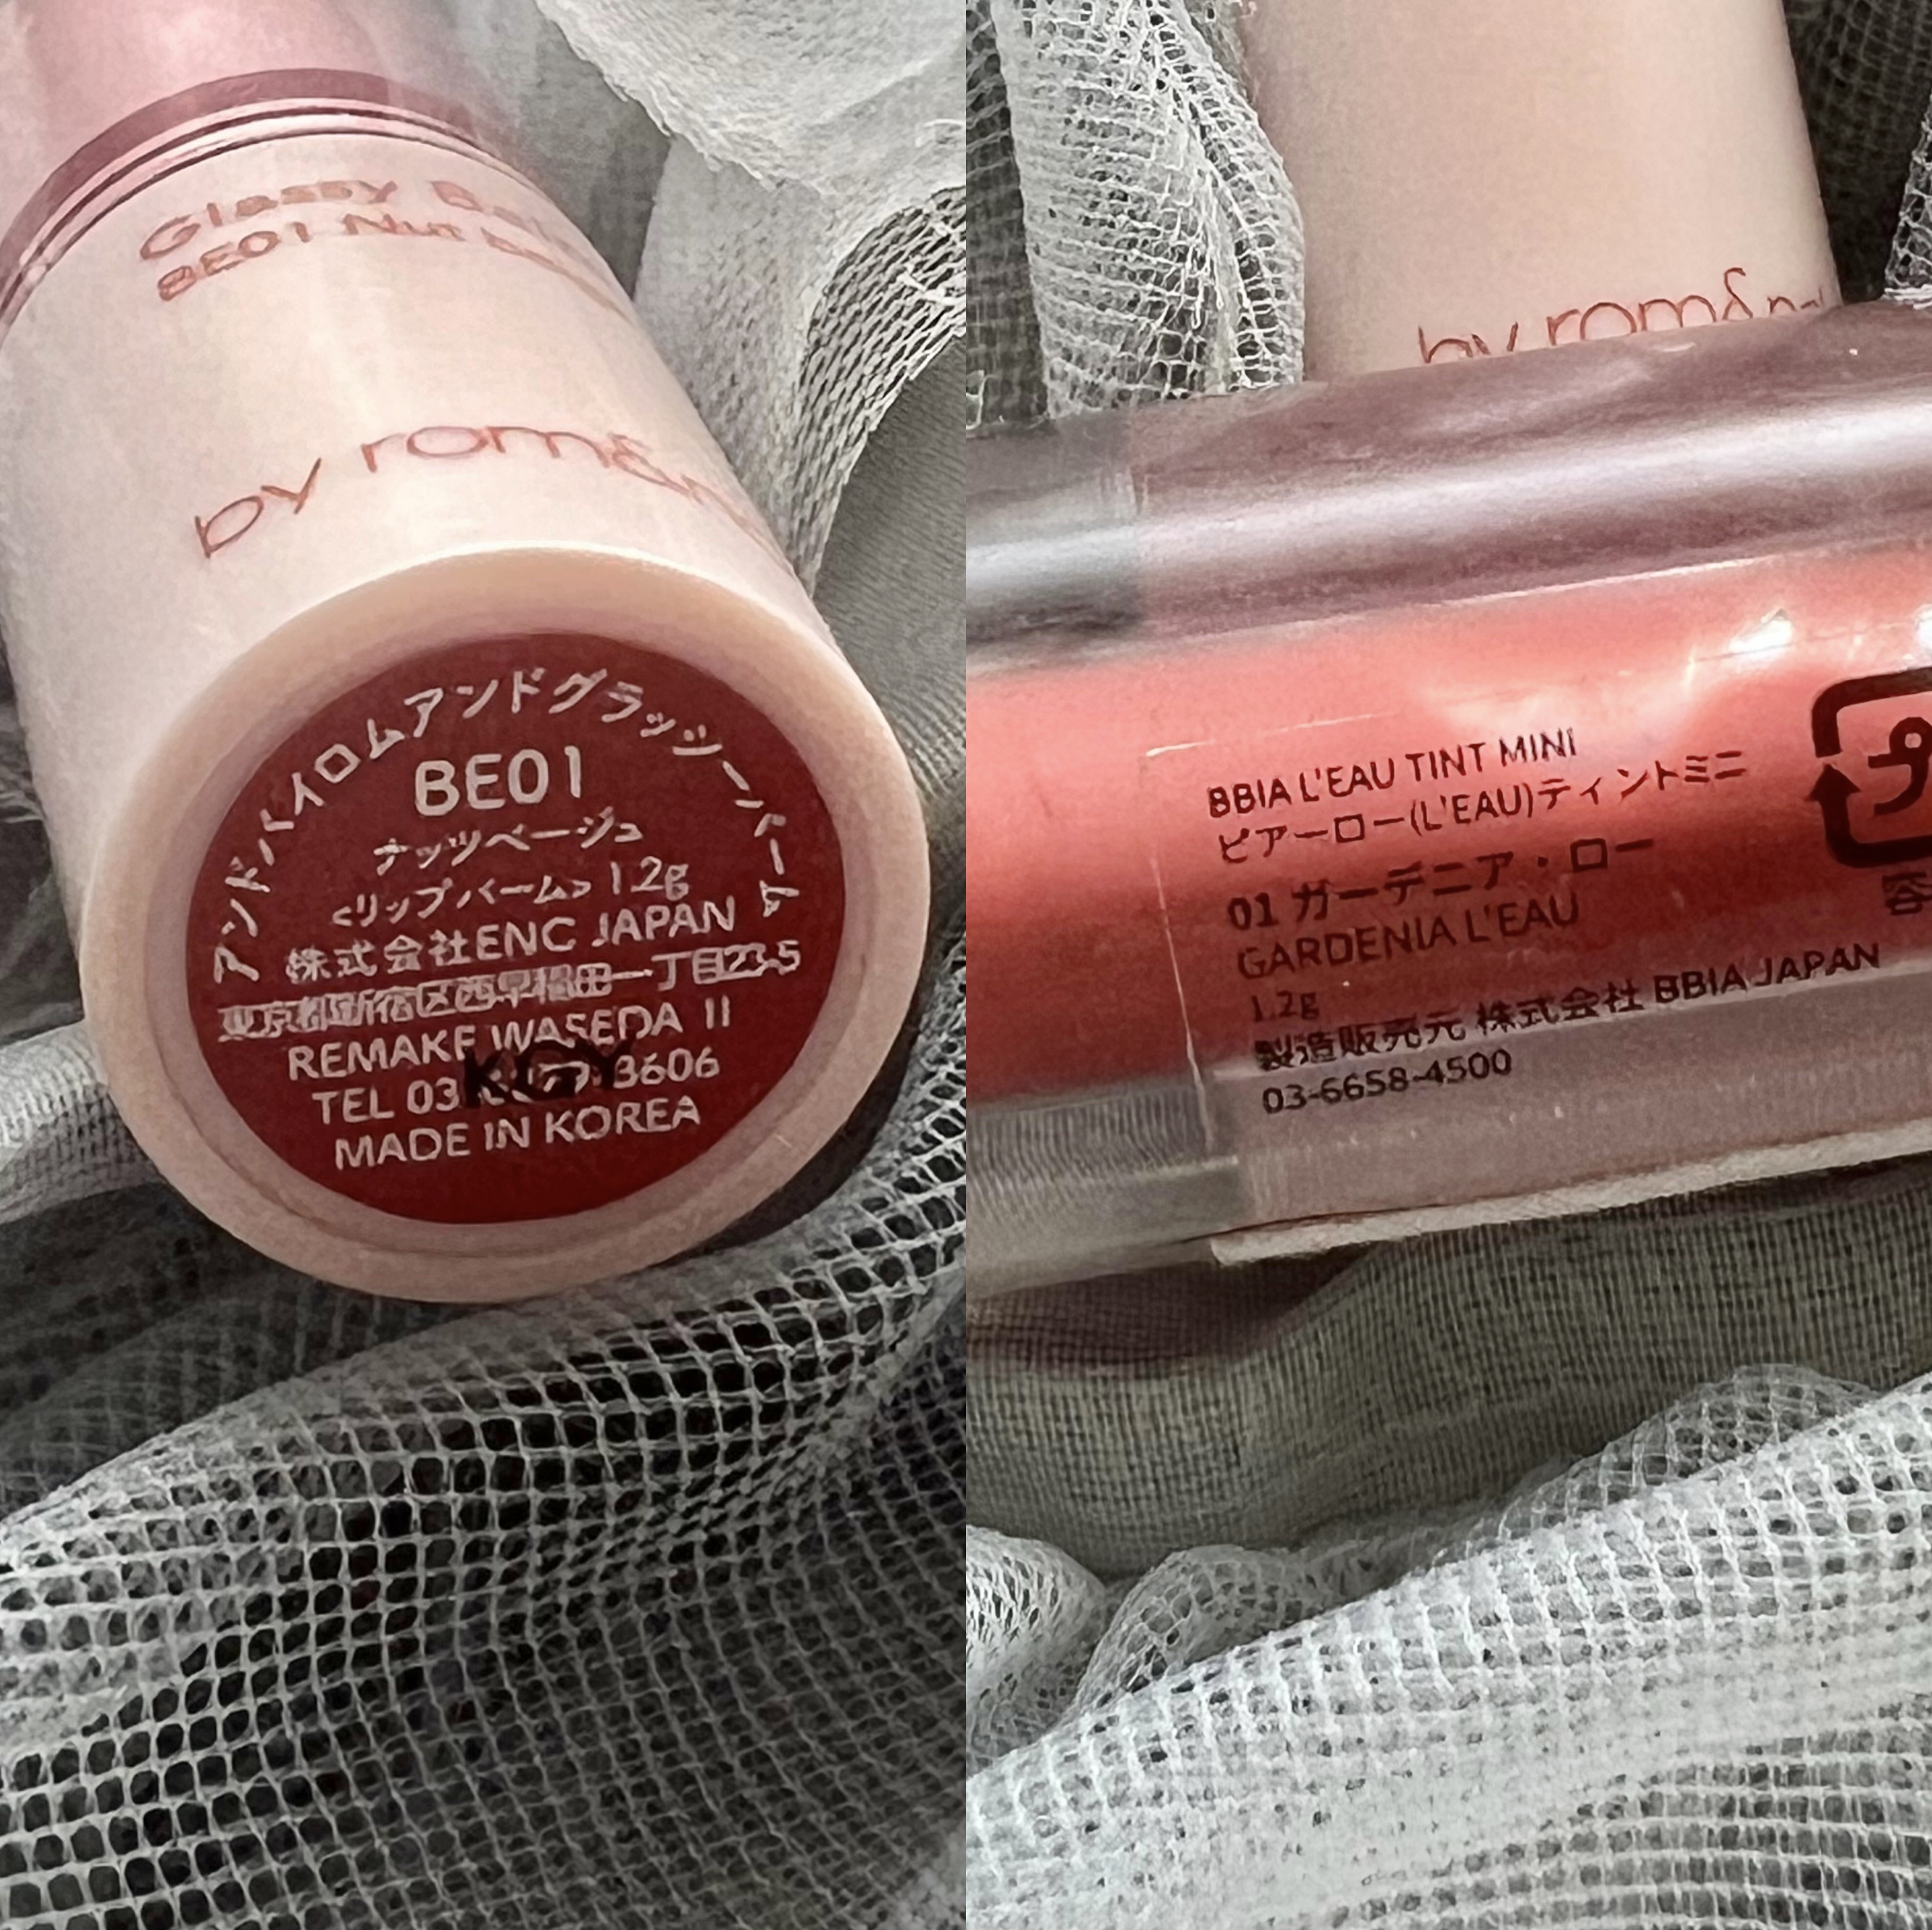 Glassy
BE01 Nut
by rom&n
アンドバイロムアンドグラッシーバーム
BE01
ナッツベージュ
<リップバーム> 1.2g
株式会社ENC JAPAN
東京都新宿区西早稲田一丁目23-5
REMAKE WASEDA II
TEL 03 3606
KGY
MADE IN KOREA
by rom&n
BBIA L'EAU TINT MINI
ピアーロー(L'EAU)ティントミニ
01 ガーデニア・ロー
GARDENIA L'EAU
1.2g
製造販売元 株式会社 BBIA JAPAN
03-6658-4500
プ
容